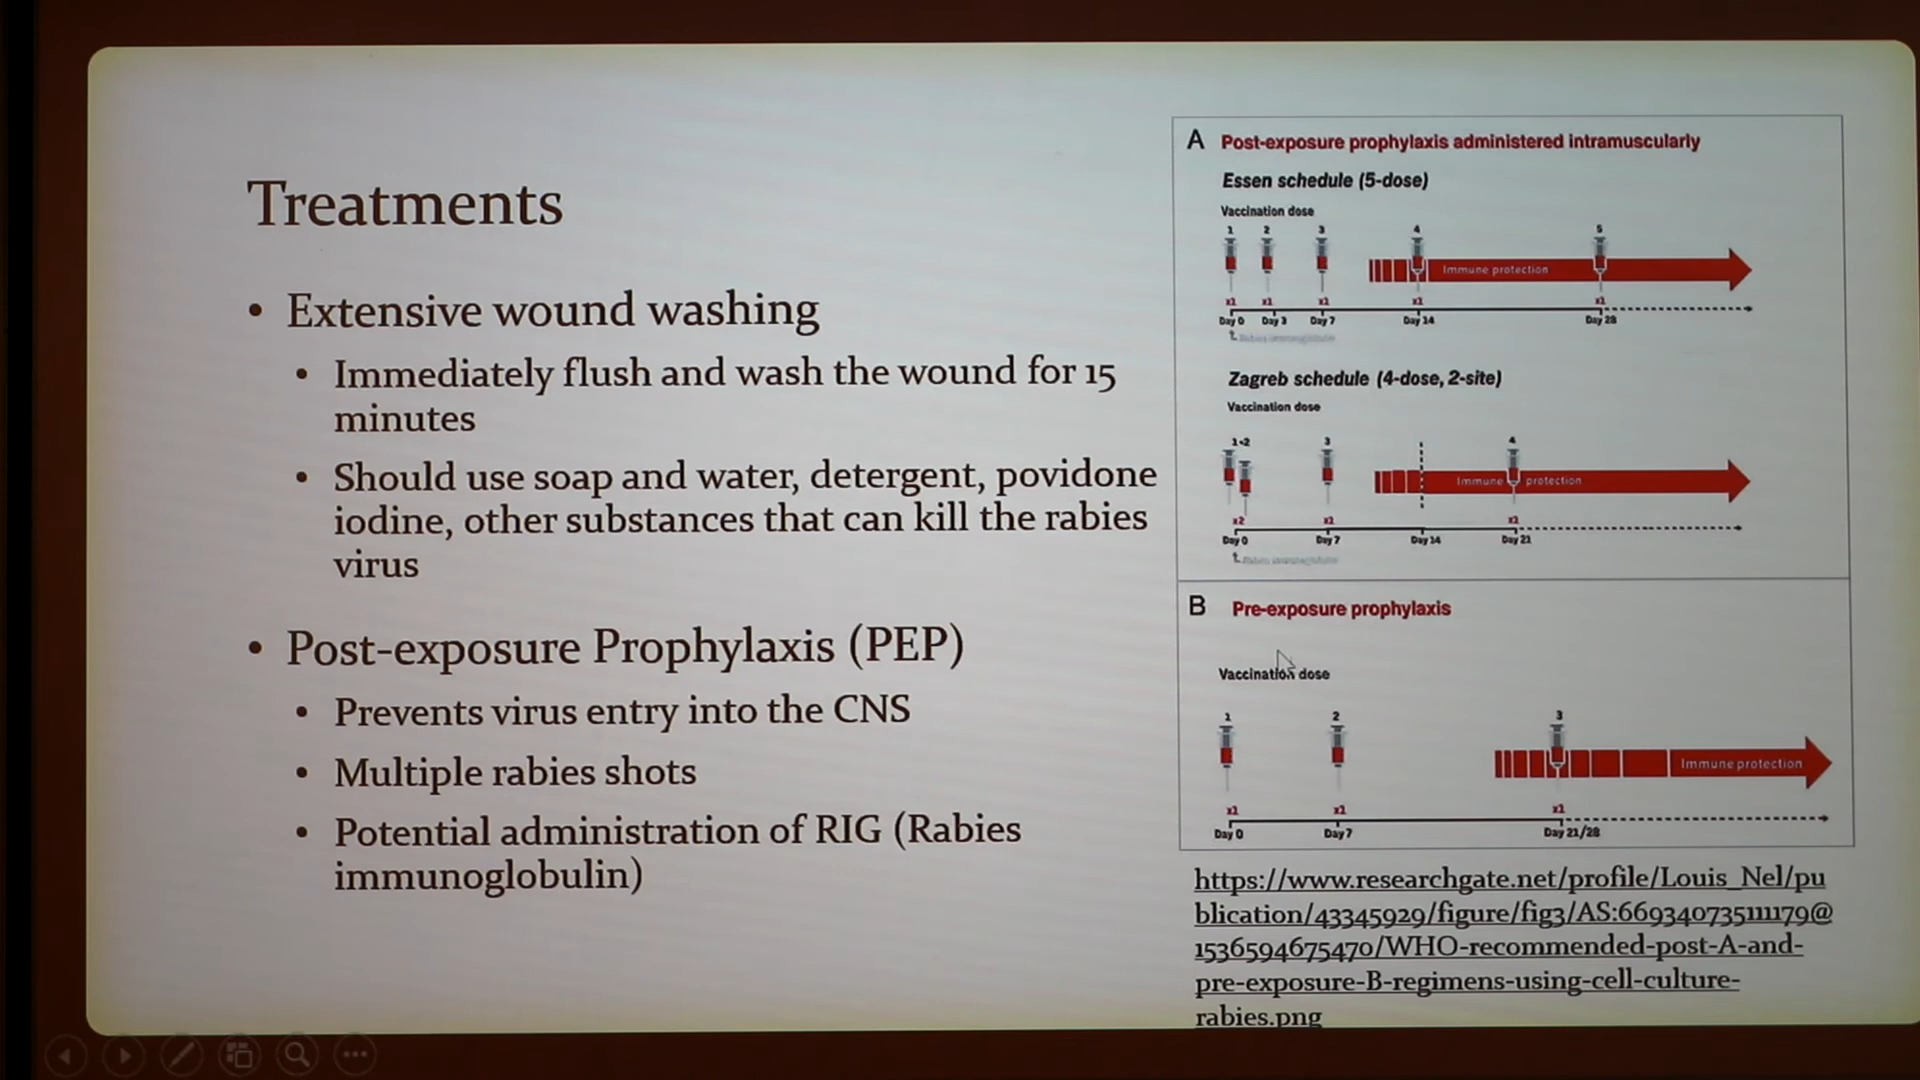 Treatments
• Extensive wound washing
• Immediately flush and wash the wound for 15
minutes
• Should use soap and water, detergent, povidone
iodine, other substances that can kill the rabies
virus
• Post-exposure Prophylaxis (PEP)
• Prevents virus entry into the CNS
• Multiple rabies shots
• Potential administration of RIG (Rabies
immunoglobulin)
A Post-exposure prophylaxis administered intramuscularly
Essen schedule (5-dose)
Vaccination dose
1 2 3 4 5
Immune protection
x1 x1 x1 x1 x1
Day 0 Day 3 Day 7 Day 14 Day 28
Rabies immunoglobulin
Zagreb schedule (4-dose, 2-site)
Vaccination dose
1+2 3 4
Immune protection
x2 x1 x1
Day 0 Day 7 Day 14 Day 21
Rabies immunoglobulin
B Pre-exposure prophylaxis
Vaccination dose
1 2 3
Immune protection
x1 x1 x1
Day 0 Day 7 Day 21/28
https://www.researchgate.net/profile/Louis_Nel/pu
blication/43345929/figure/fig3/AS:669340735111179@
1536594675470/WHO-recommended-post-A-and-
pre-exposure-B-regimens-using-cell-culture-
rabies.png